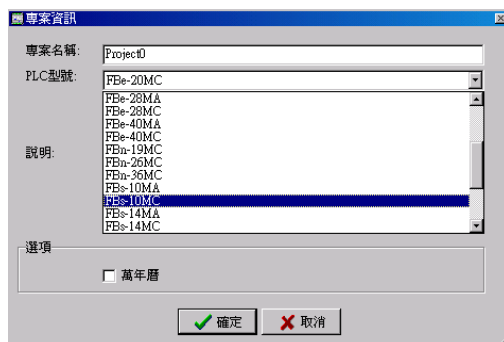 專案資訊
專案名稱: Project0
PLC型號: FBe-20MC
FBe-28MA
FBe-28MC
FBe-40MA
FBe-40MC
FBn-19MC
FBn-26MC
FBn-36MC
說明:
FBs-10MA
FBs-10MC
FBs-14MA
FBs-14MC
選項
萬年曆
確定 取消